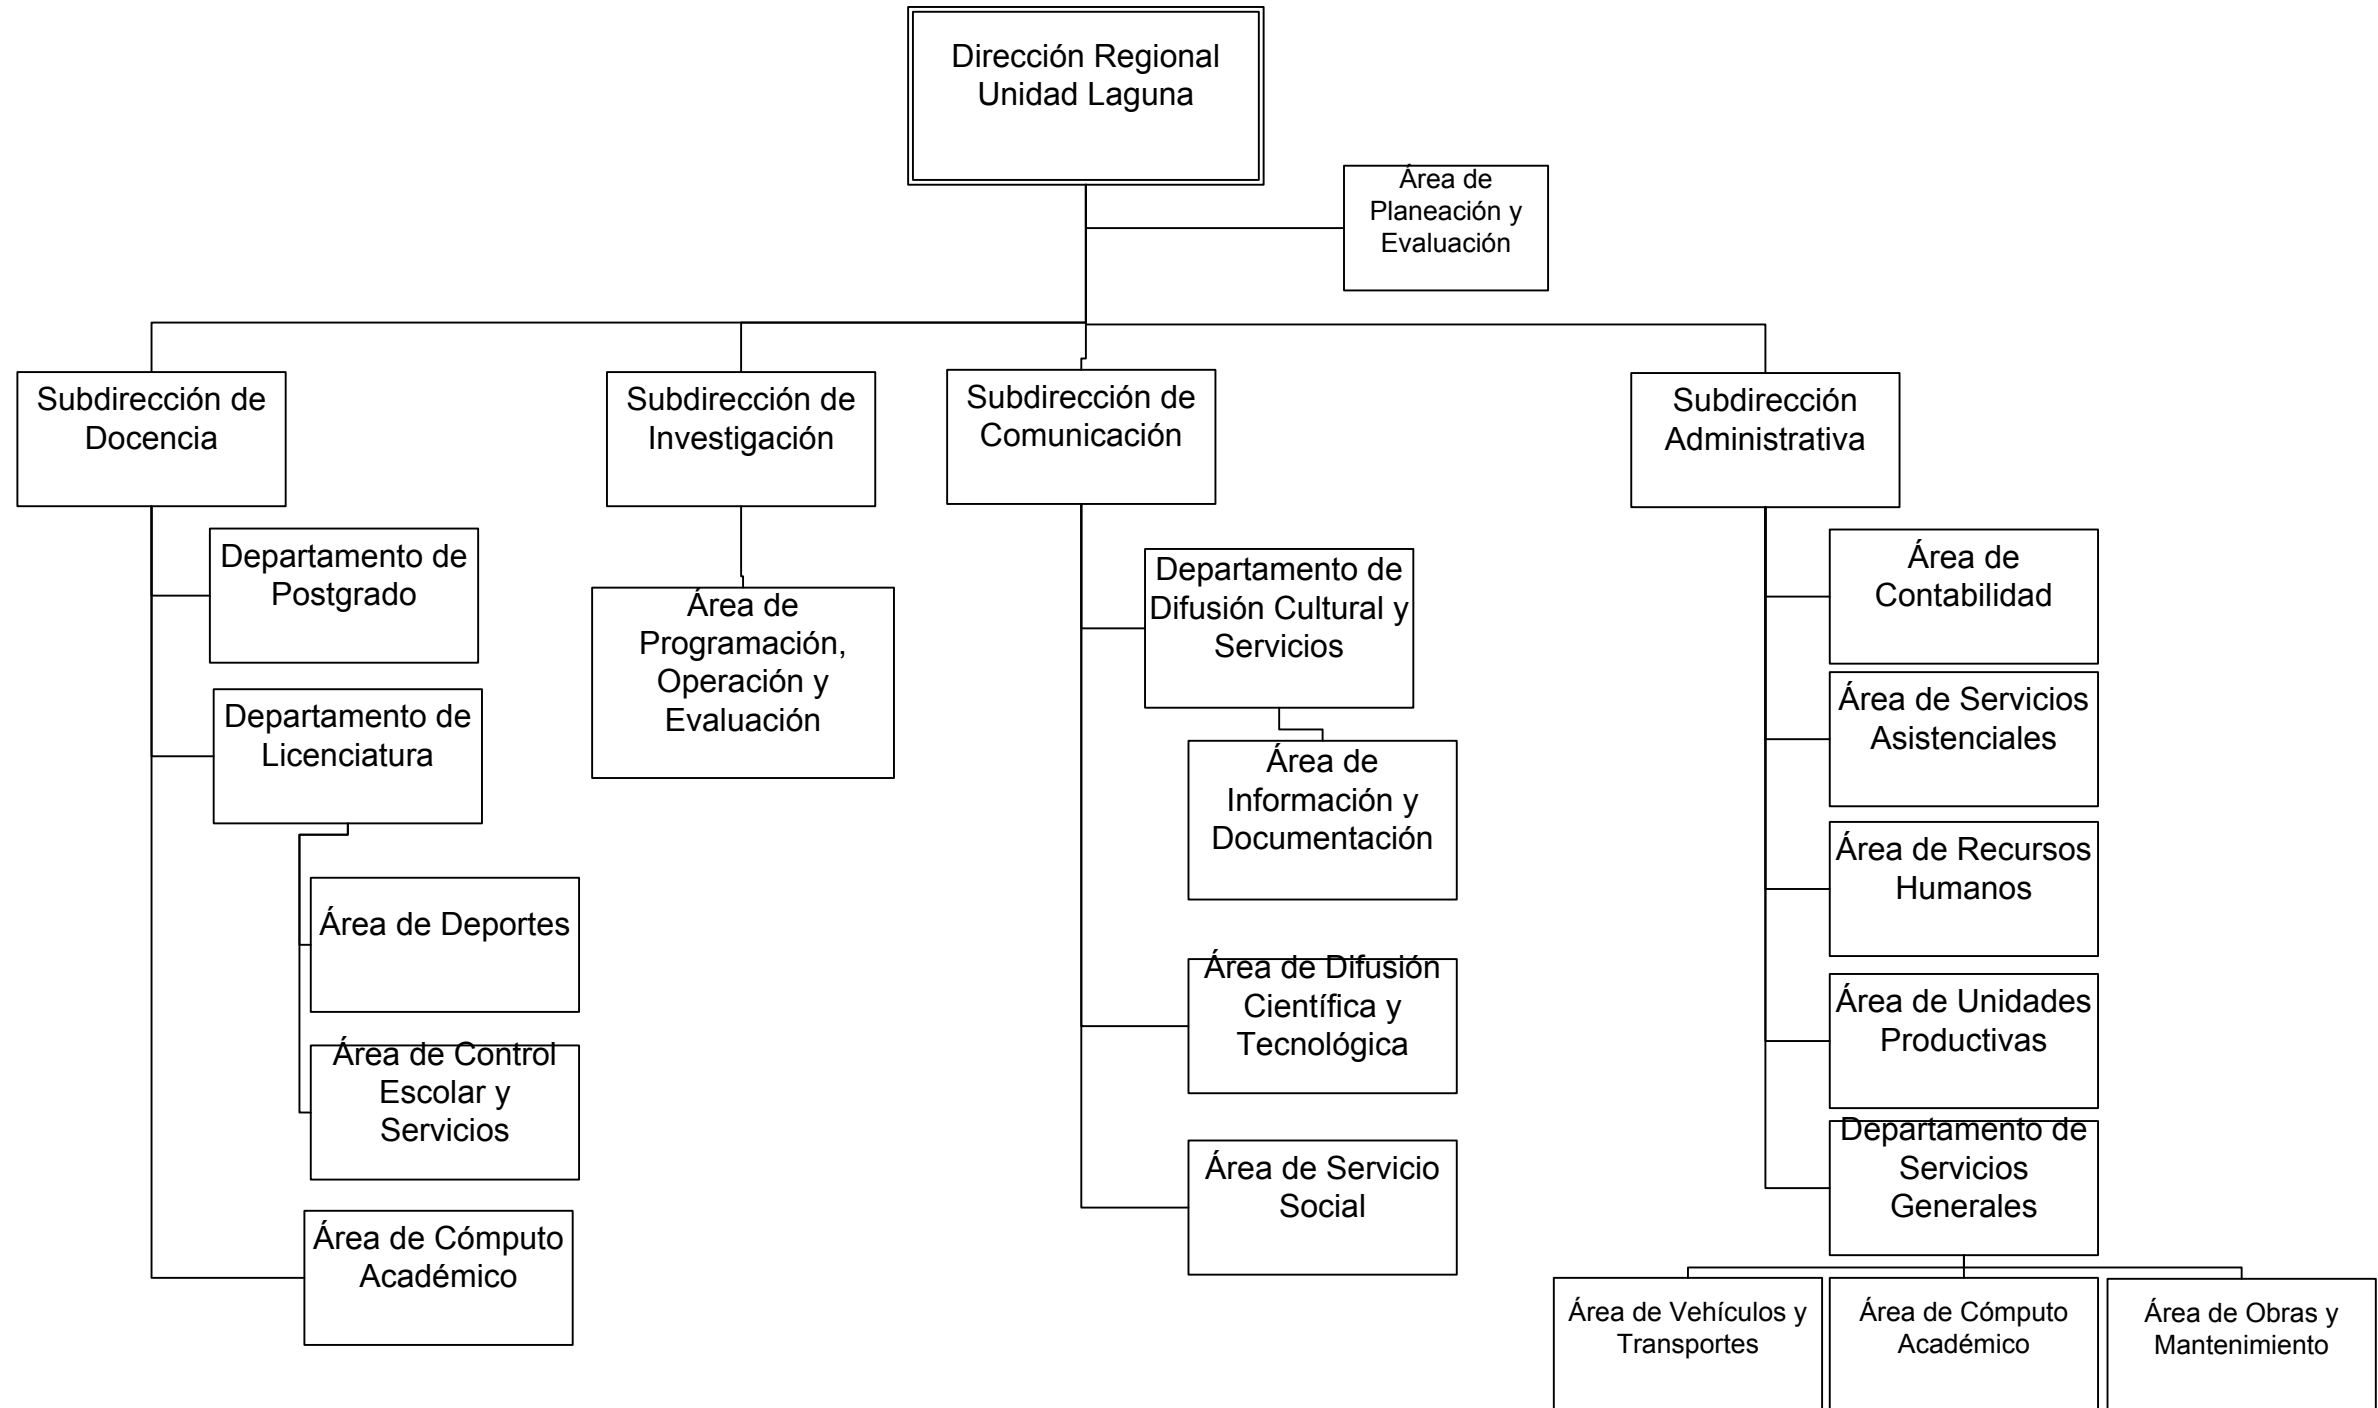 Dirección Regional
Unidad Laguna
Área de
Planeación y
Evaluación
Subdirección de
Docencia
Subdirección de
Investigación
Subdirección de
Comunicación
Subdirección
Administrativa
Departamento de
Postgrado
Departamento de
Licenciatura
Área de Deportes
Área de Control
Escolar y
Servicios
Área de Cómputo
Académico
Área de
Programación,
Operación y
Evaluación
Departamento de
Difusión Cultural y
Servicios
Área de
Información y
Documentación
Área de Difusión
Científica y
Tecnológica
Área de Servicio
Social
Área de
Contabilidad
Área de Servicios
Asistenciales
Área de Recursos
Humanos
Área de Unidades
Productivas
Departamento de
Servicios
Generales
Área de Vehículos y
Transportes
Área de Cómputo
Académico
Área de Obras y
Mantenimiento